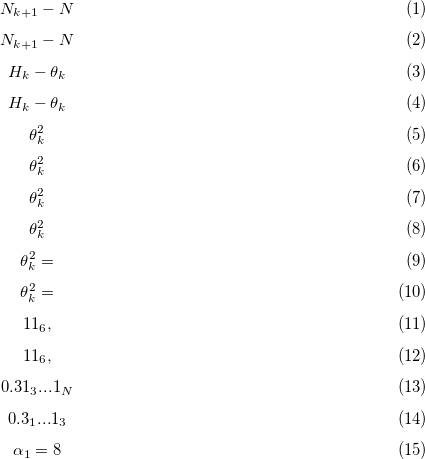 N_{k+1} − N (1)
N_{k+1} − N (2)
H_k − θ_k (3)
H_k − θ_k (4)
θ_k^2 (5)
θ_k^2 (6)
θ_k^2 (7)
θ_k^2 (8)
θ_k^2 = (9)
θ_k^2 = (10)
11_6, (11)
11_6, (12)
0.31_3...1_N (13)
0.3_1...1_3 (14)
α_1 = 8 (15)